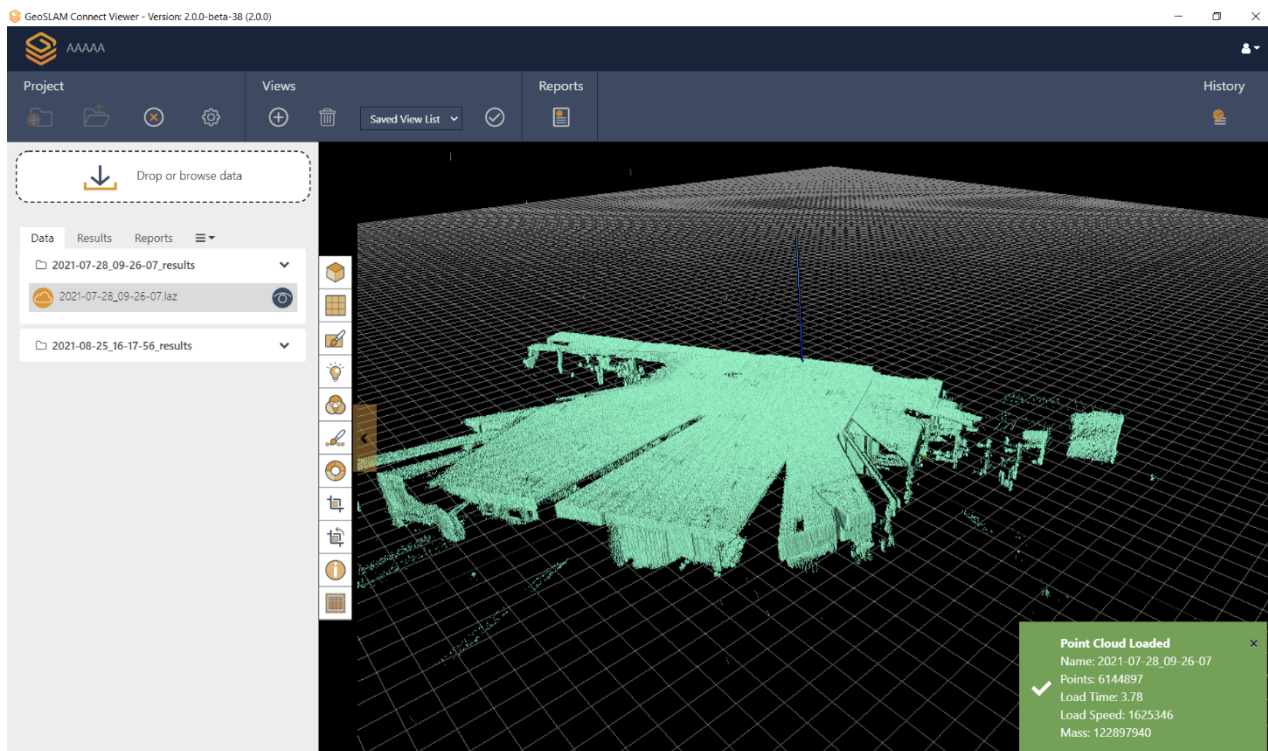 GeoSLAM Connect Viewer - Version: 2.0.0-beta-38 (2.0.0)
AAAAA
Project
Views
Reports
History
Saved View List
Drop or browse data
Data
Results
Reports
2021-07-28_09-26-07_results
2021-07-28_09-26-07.laz
2021-08-25_16-17-56_results
Point Cloud Loaded
Name: 2021-07-28_09-26-07
Points: 6144897
Load Time: 3.78
Load Speed: 1625346
Mass: 122897940